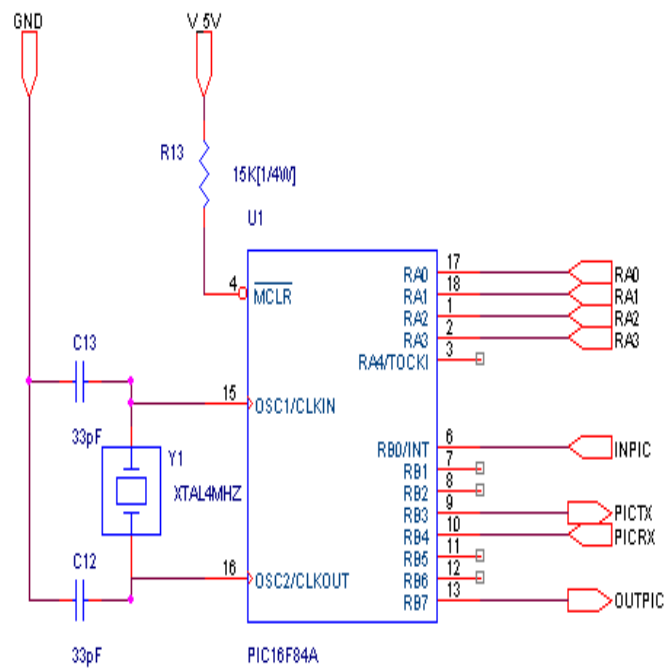 GND
V_5V
R13
15K[1/4W]
U1
4
MCLR
RA0
17
RA0
RA1
18
RA1
RA2
1
RA2
RA3
2
RA3
RA4/TOCKI
3
C13
33pF
15
OSC1/CLKIN
Y1
XTAL4MHZ
RB0/INT
6
INPIC
RB1
7
RB2
8
RB3
9
PICTX
RB4
10
PICRX
RB5
11
RB6
12
RB7
13
OUTPIC
C12
33pF
16
OSC2/CLKOUT
PIC16F84A